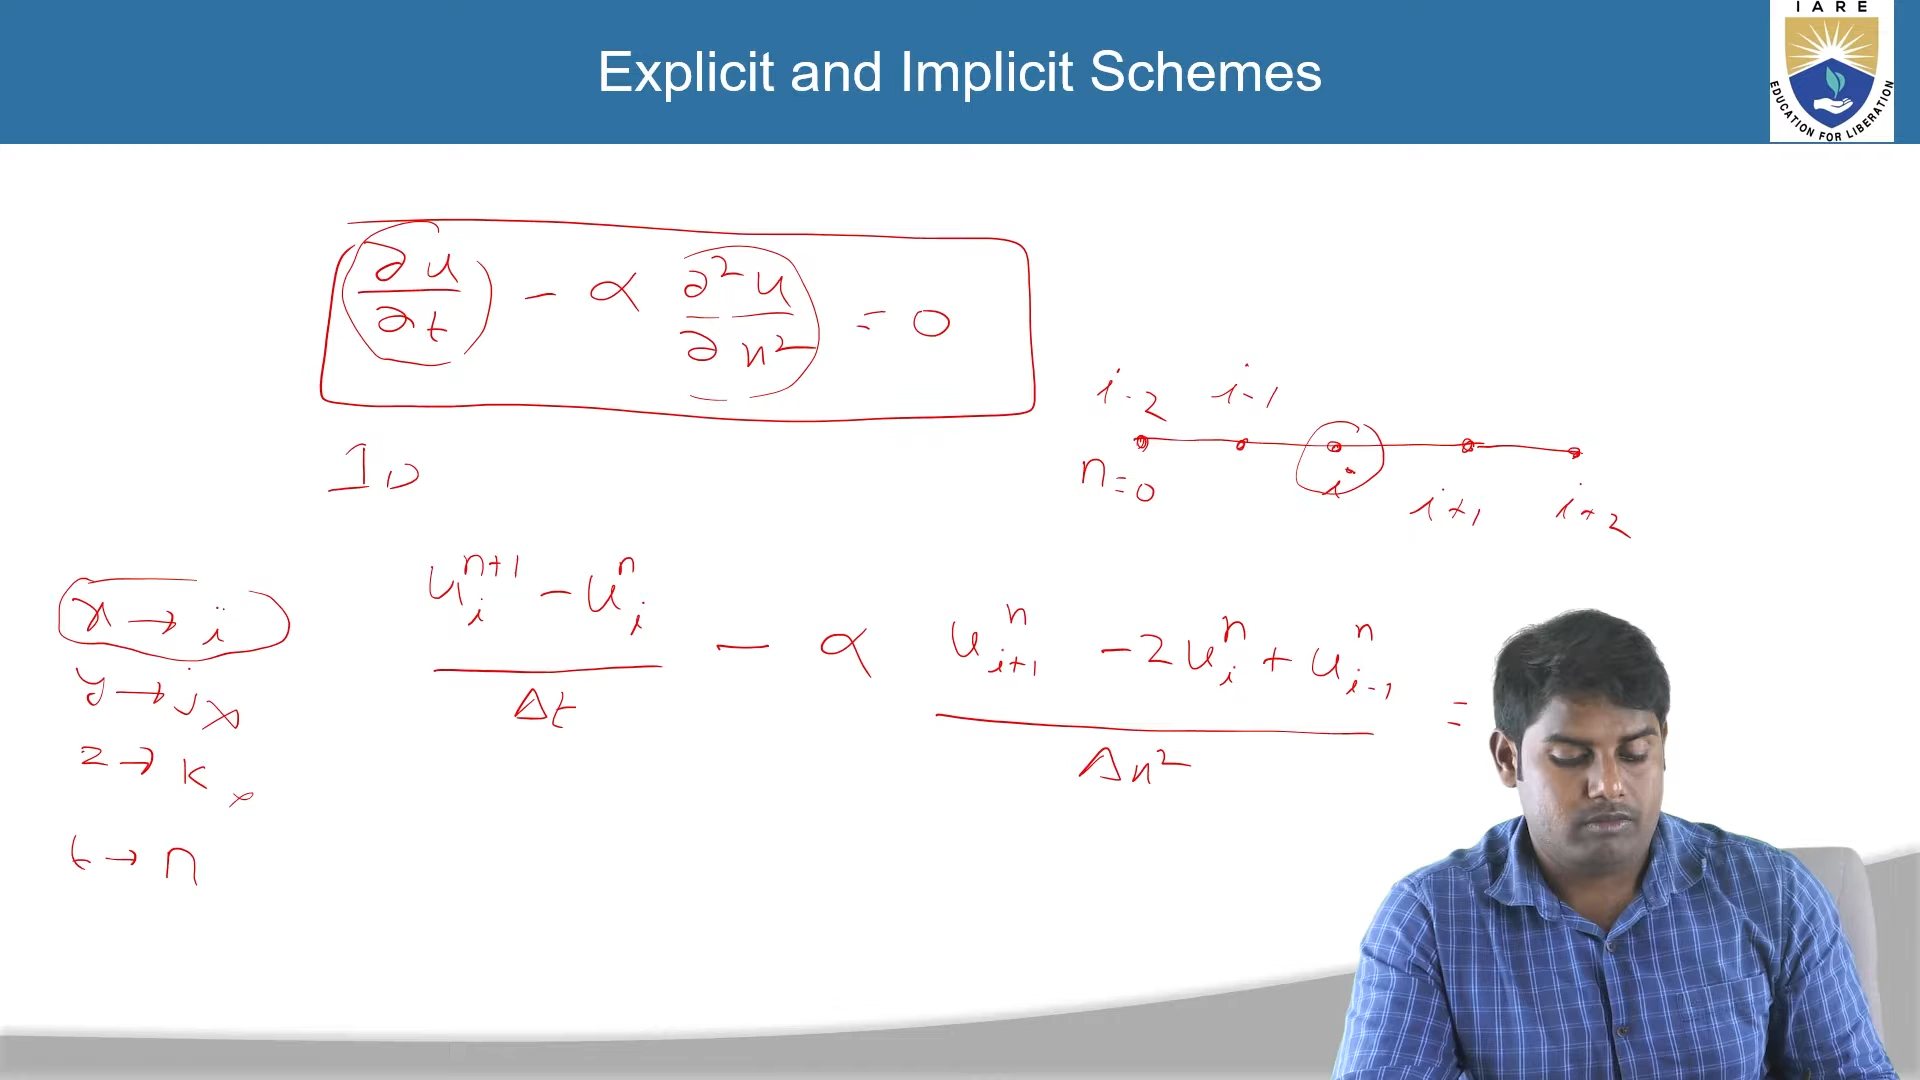 IARE
EDUCATION FOR LIBERATION
Explicit and Implicit Schemes
∂u/∂t - α ∂²u/∂x² = 0
1D
i-2 i-1
n=0 i i+1 i+2
x → i
y → j x
z → k x
t → n
(u_i^{n+1} - u_i^n)/Δt - α (u_{i+1}^n - 2u_i^n + u_{i-1}^n)/Δx² =